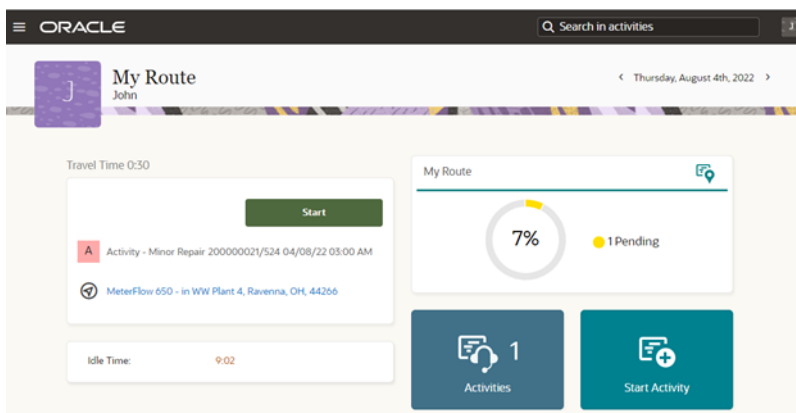 ORACLE
Search in activities
J
J
My Route
John
Thursday, August 4th, 2022
Travel Time 0:30
Start
A Activity - Minor Repair 200000021/524 04/08/22 03:00 AM
MeterFlow 650 - in WW Plant 4, Ravenna, OH, 44266
Idle Time: 9:02
My Route
7%
1 Pending
1
Activities
Start Activity